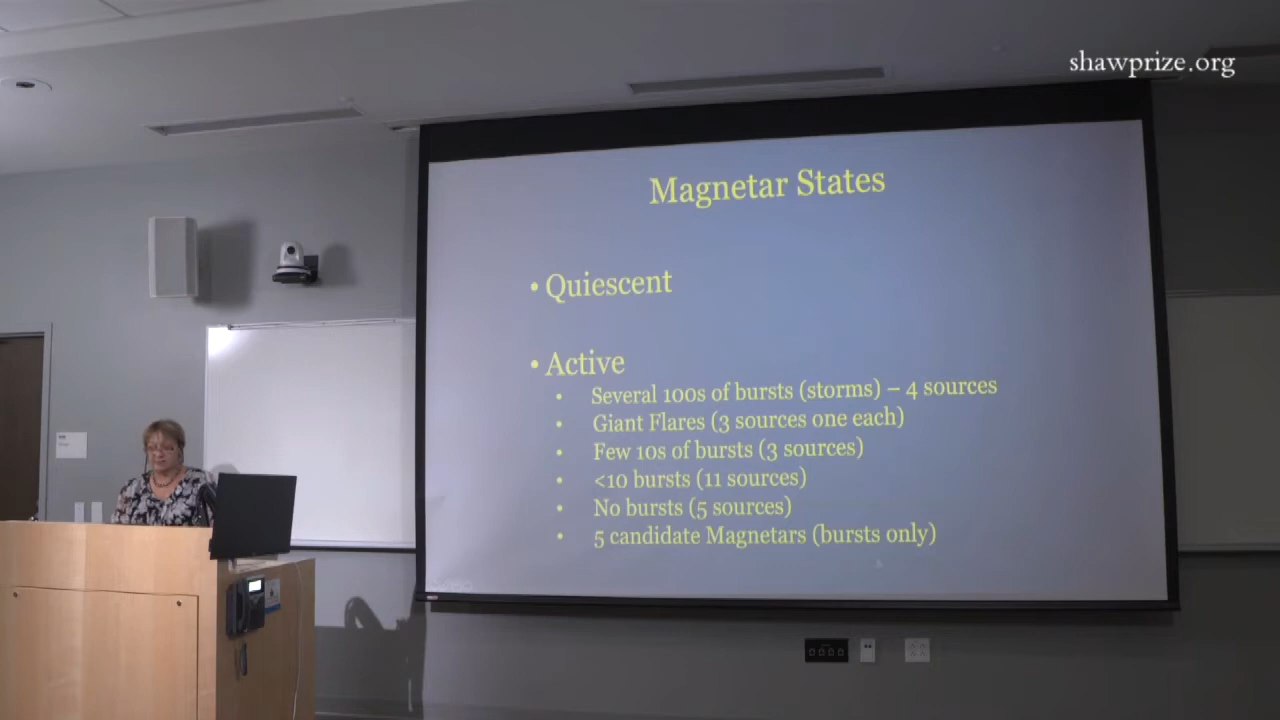 shawprize.org
Magnetar States
• Quiescent
• Active
• Several 100s of bursts (storms) – 4 sources
• Giant Flares (3 sources one each)
• Few 10s of bursts (3 sources)
• <10 bursts (11 sources)
• No bursts (5 sources)
• 5 candidate Magnetars (bursts only)